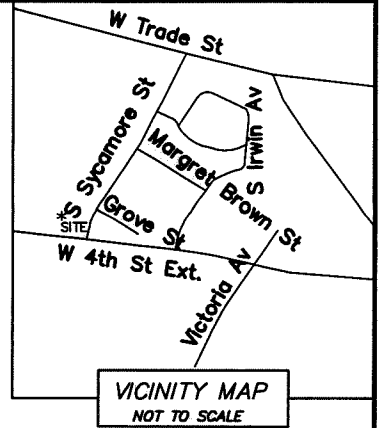 W Trade St
S Sycamore St
S Irwin Av
Margret Brown St
Grove St
*
SITE
W 4th St Ext.
Victoria Av
VICINITY MAP
NOT TO SCALE